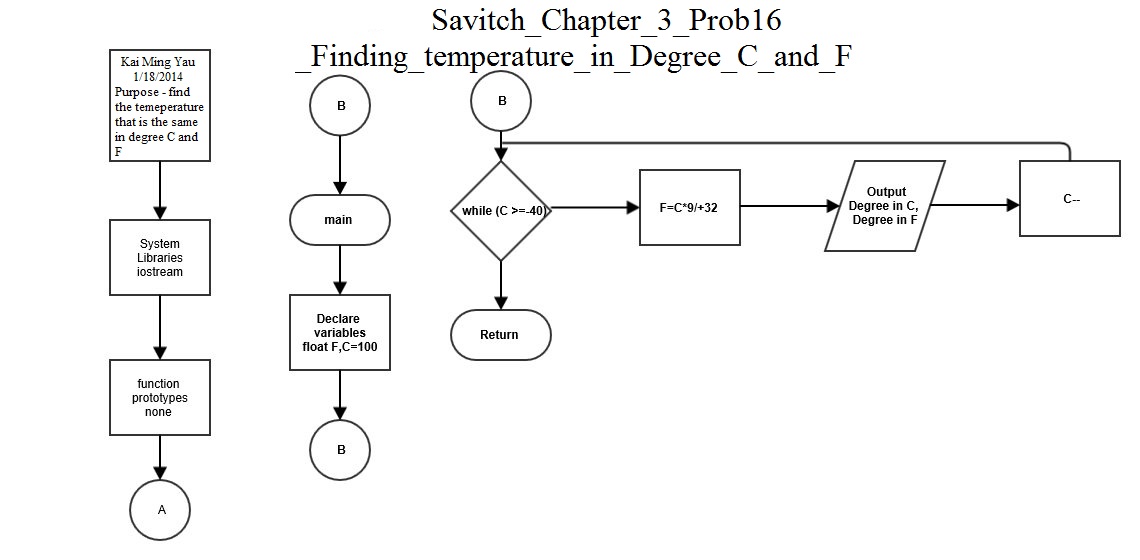 Savitch_Chapter_3_Prob16
_Finding_temperature_in_Degree_C_and_F
Kai Ming Yau
1/18/2014
Purpose - find
the temeperature
that is the same
in degree C and
F
System
Libraries
iostream
function
prototypes
none
A
B
main
Declare
variables
float F,C=100
B
B
while (C >=-40)
Return
F=C*9/+32
Output
Degree in C,
Degree in F
C--